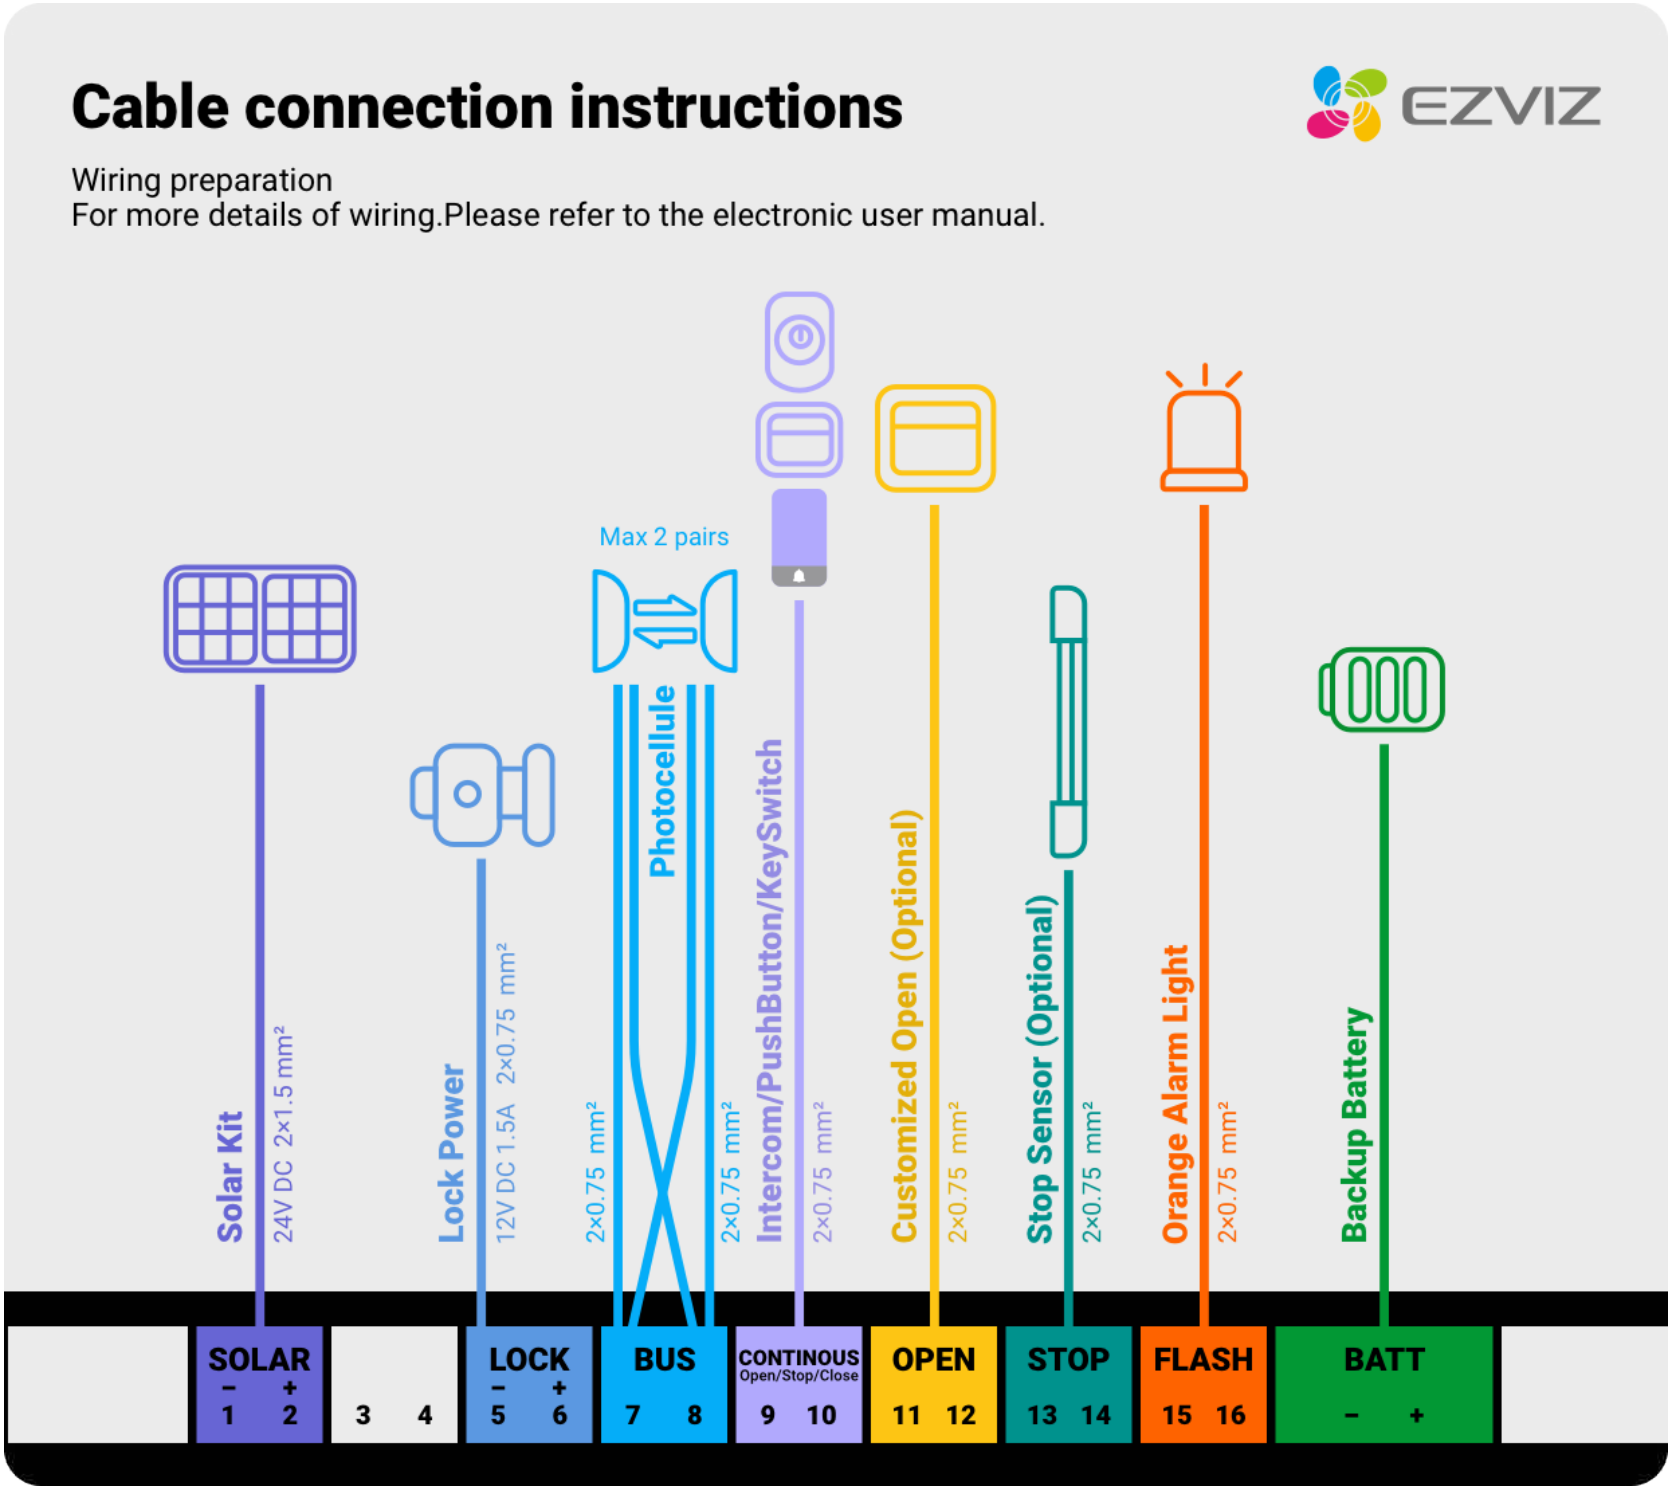 Cable connection instructions
EZVIZ
Wiring preparation
For more details of wiring.Please refer to the electronic user manual.
Max 2 pairs
Solar Kit
24V DC 2×1.5 mm²
Lock Power
12V DC 1.5A 2×0.75 mm²
2×0.75 mm²
Photocellule
2×0.75 mm²
Intercom/PushButton/KeySwitch
2×0.75 mm²
Customized Open (Optional)
2×0.75 mm²
Stop Sensor (Optional)
2×0.75 mm²
Orange Alarm Light
2×0.75 mm²
Backup Battery
SOLAR
− +
1 2
3 4
LOCK
− +
5 6
BUS
7 8
CONTINOUS
Open/Stop/Close
9 10
OPEN
11 12
STOP
13 14
FLASH
15 16
BATT
− +